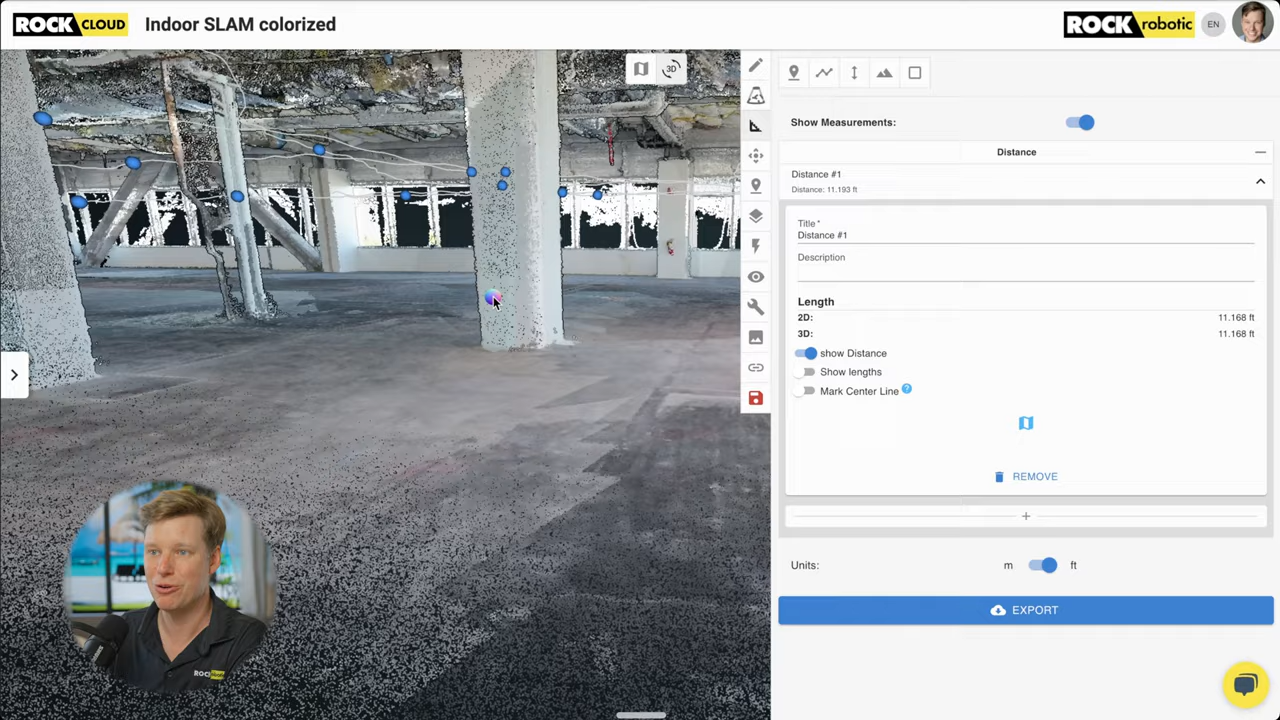 ROCK CLOUD
Indoor SLAM colorized
ROCK robotic
EN
3D
Show Measurements:
Distance
Distance #1
Distance: 11.193 ft
Title*
Distance #1
Description
Length
2D: 11.168 ft
3D: 11.168 ft
show Distance
Show lengths
Mark Center Line ?
REMOVE
+
Units: m ft
EXPORT
ROCK